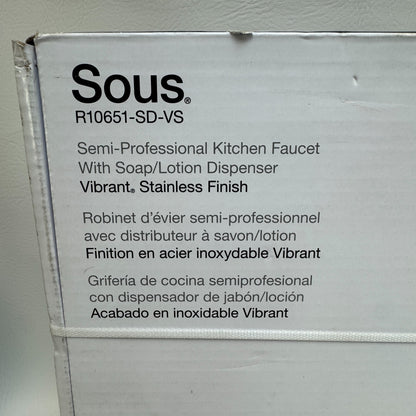 Sous®
R10651-SD-VS
Semi-Professional Kitchen Faucet
With Soap/Lotion Dispenser
Vibrant® Stainless Finish
Robinet d'évier semi-professionnel
avec distributeur à savon/lotion
Finition en acier inoxydable Vibrant
Grifería de cocina semiprofesional
con dispensador de jabón/loción
Acabado en inoxidable Vibrant